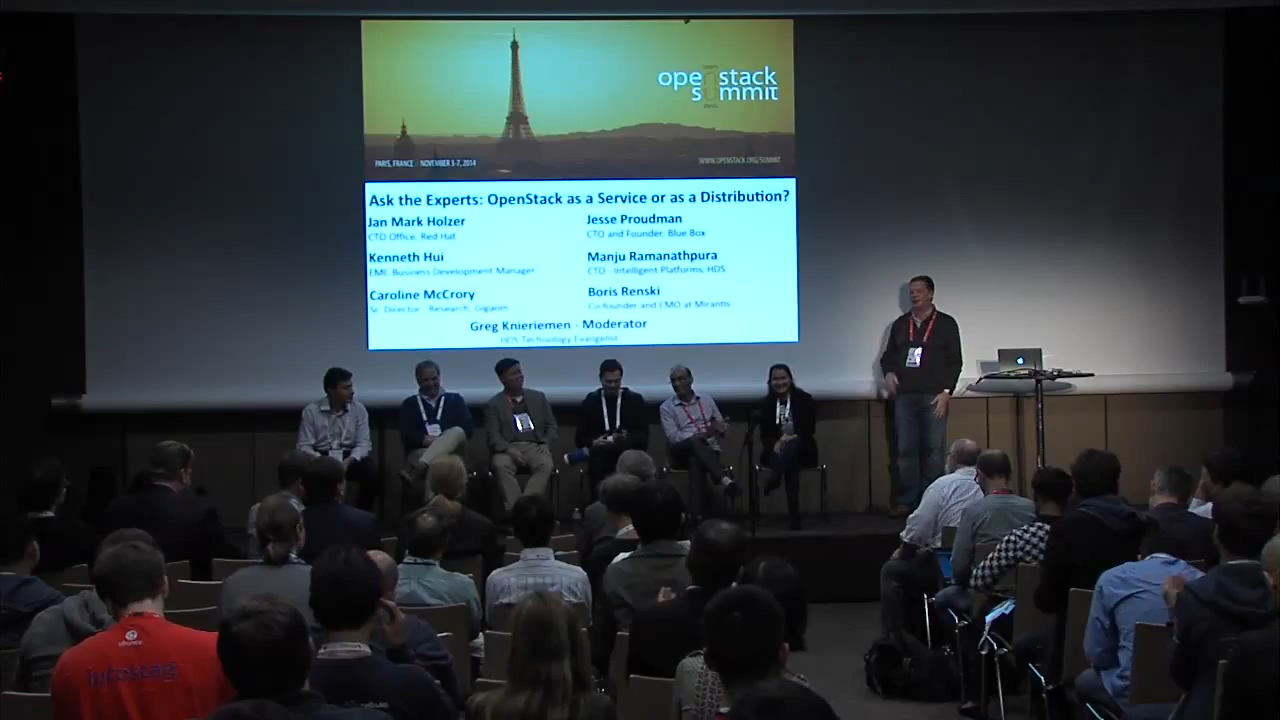 openstack
summit
PARIS, FRANCE | NOVEMBER 3-7, 2014
WWW.OPENSTACK.ORG/SUMMIT
Ask the Experts: OpenStack as a Service or as a Distribution?
Jan Mark Holzer
CTO Office, Red Hat
Jesse Proudman
CTO and Founder, Blue Box
Kenneth Hui
EMC Business Development Manager
Manju Ramanathpura
CTO - Intelligent Platforms, HDS
Caroline McCrory
Sr. Director - Research, Gigaom
Boris Renski
Co-founder and CMO at Mirantis
Greg Knieriemen - Moderator
HDS Technology Evangelist
ubuntu